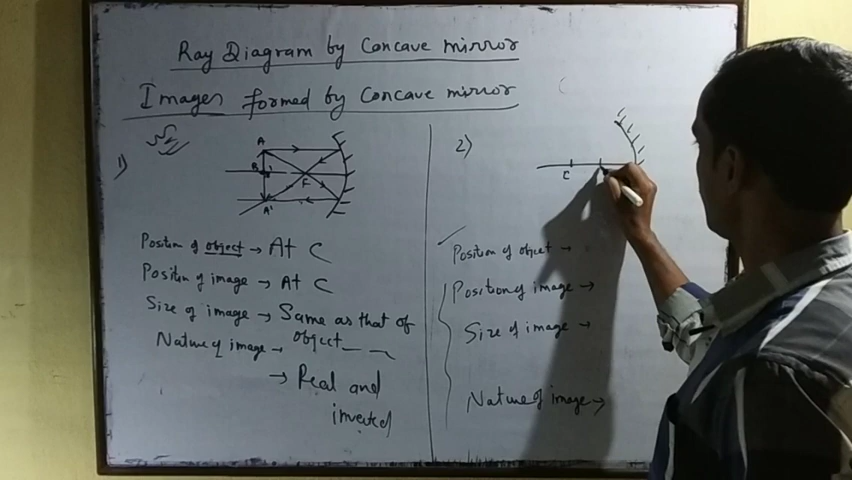 Ray Diagram by Concave mirror
Images formed by Concave mirror
1)
A
B
F
A'
Position of object → At C
Position of image → At C
Size of image → Same as that of
object
Nature of image
→ Real and
inverted
2)
C
Position of object →
Position of image →
Size of image →
Nature of image →